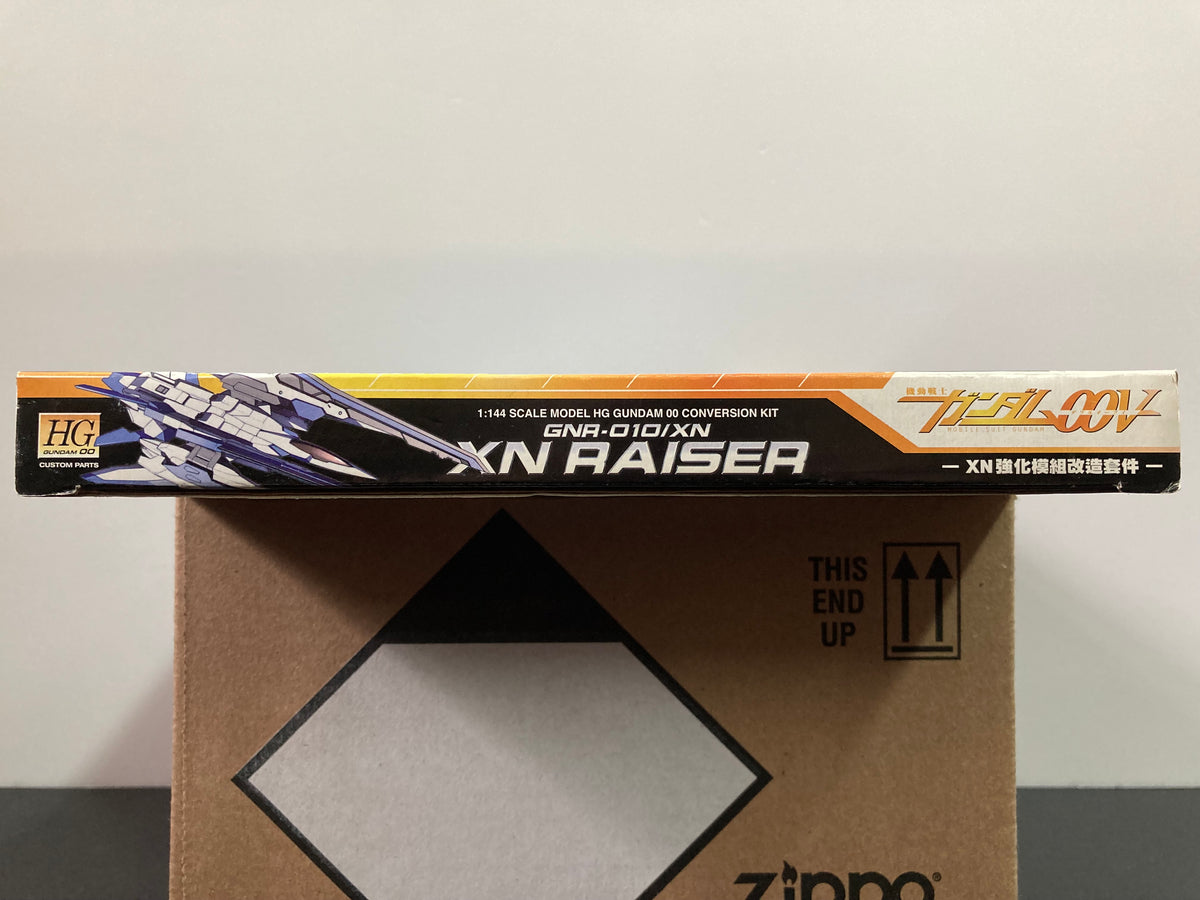 HG
GUNDAM 00
CUSTOM PARTS
1:144 SCALE MODEL HG GUNDAM 00 CONVERSION KIT
GNR-010/XN
XN RAISER
機動戦士
ガンダム00V
MOBILE SUIT GUNDAM
— XN強化模組改造套件 —
THIS
END
UP
zippo®